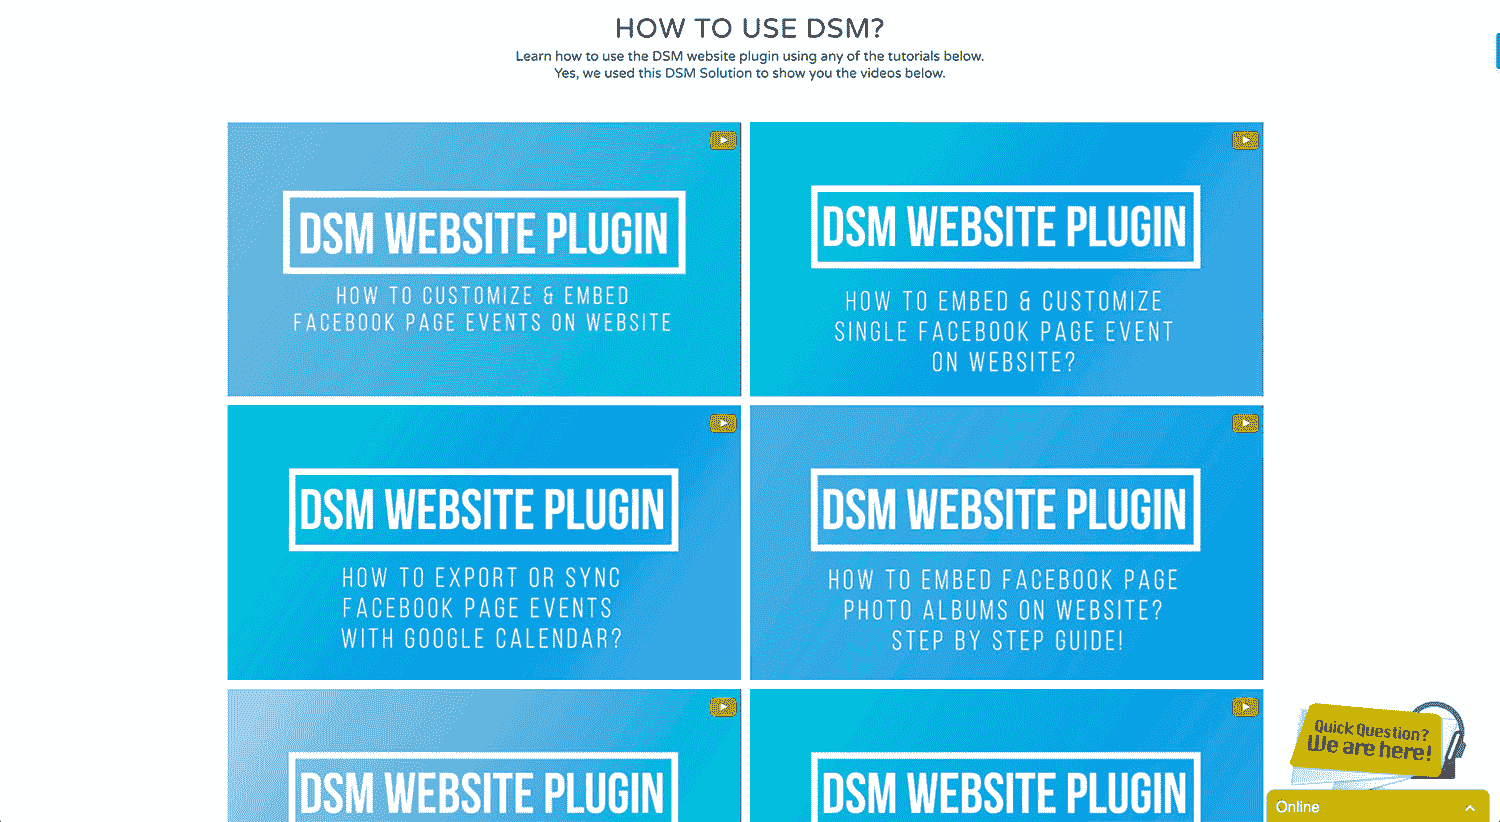 HOW TO USE DSM?
Learn how to use the DSM website plugin using any of the tutorials below.
Yes, we used this DSM Solution to show you the videos below.
DSM WEBSITE PLUGIN
HOW TO CUSTOMIZE & EMBED
FACEBOOK PAGE EVENTS ON WEBSITE
DSM WEBSITE PLUGIN
HOW TO EMBED & CUSTOMIZE
SINGLE FACEBOOK PAGE EVENT
ON WEBSITE?
DSM WEBSITE PLUGIN
HOW TO EXPORT OR SYNC
FACEBOOK PAGE EVENTS
WITH GOOGLE CALENDAR?
DSM WEBSITE PLUGIN
HOW TO EMBED FACEBOOK PAGE
PHOTO ALBUMS ON WEBSITE?
STEP BY STEP GUIDE!
DSM WEBSITE PLUGIN
DSM WEBSITE PLUGIN
Quick Question?
We are here!
Online